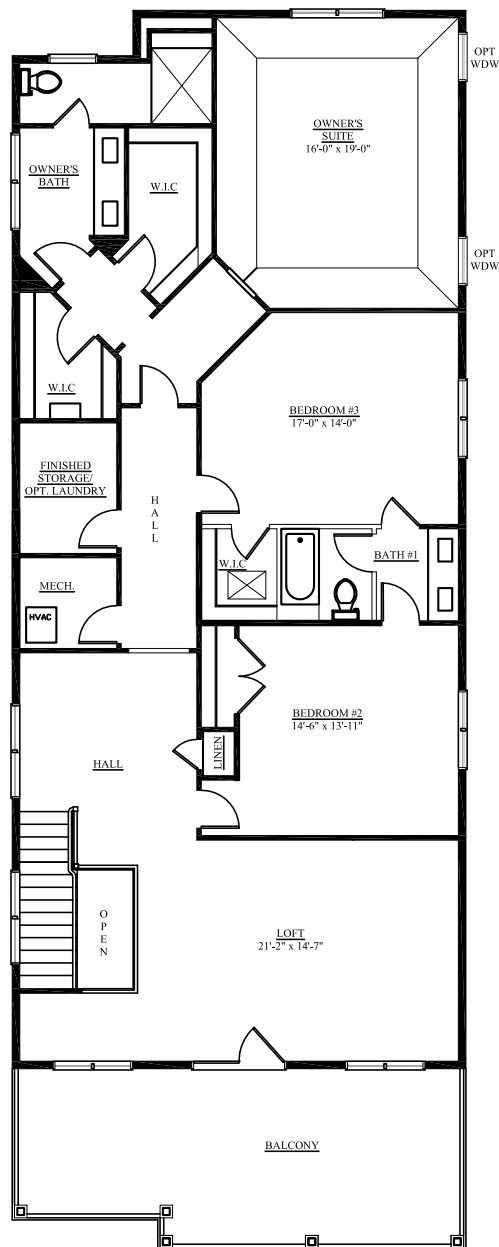 OPT
WDW
OWNER'S
SUITE
16'-0" x 19'-0"
OWNER'S
BATH
W.I.C
OPT
WDW
W.I.C
BEDROOM #3
17'-0" x 14'-0"
FINISHED
STORAGE/
OPT. LAUNDRY
H
A
L
L
BATH #1
W.I.C
MECH.
HVAC
BEDROOM #2
14'-6" x 13'-11"
LINEN
HALL
O
P
E
N
LOFT
21'-2" x 14'-7"
BALCONY